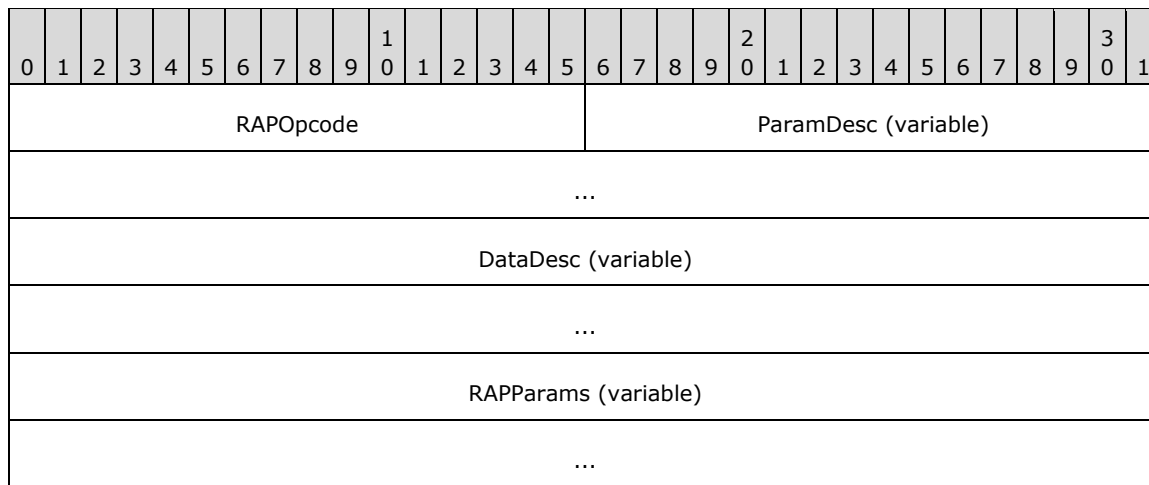 1 2 3
0 1 2 3 4 5 6 7 8 9 0 1 2 3 4 5 6 7 8 9 0 1 2 3 4 5 6 7 8 9 0 1
RAPOpcode ParamDesc (variable)
...
DataDesc (variable)
...
RAPParams (variable)
...